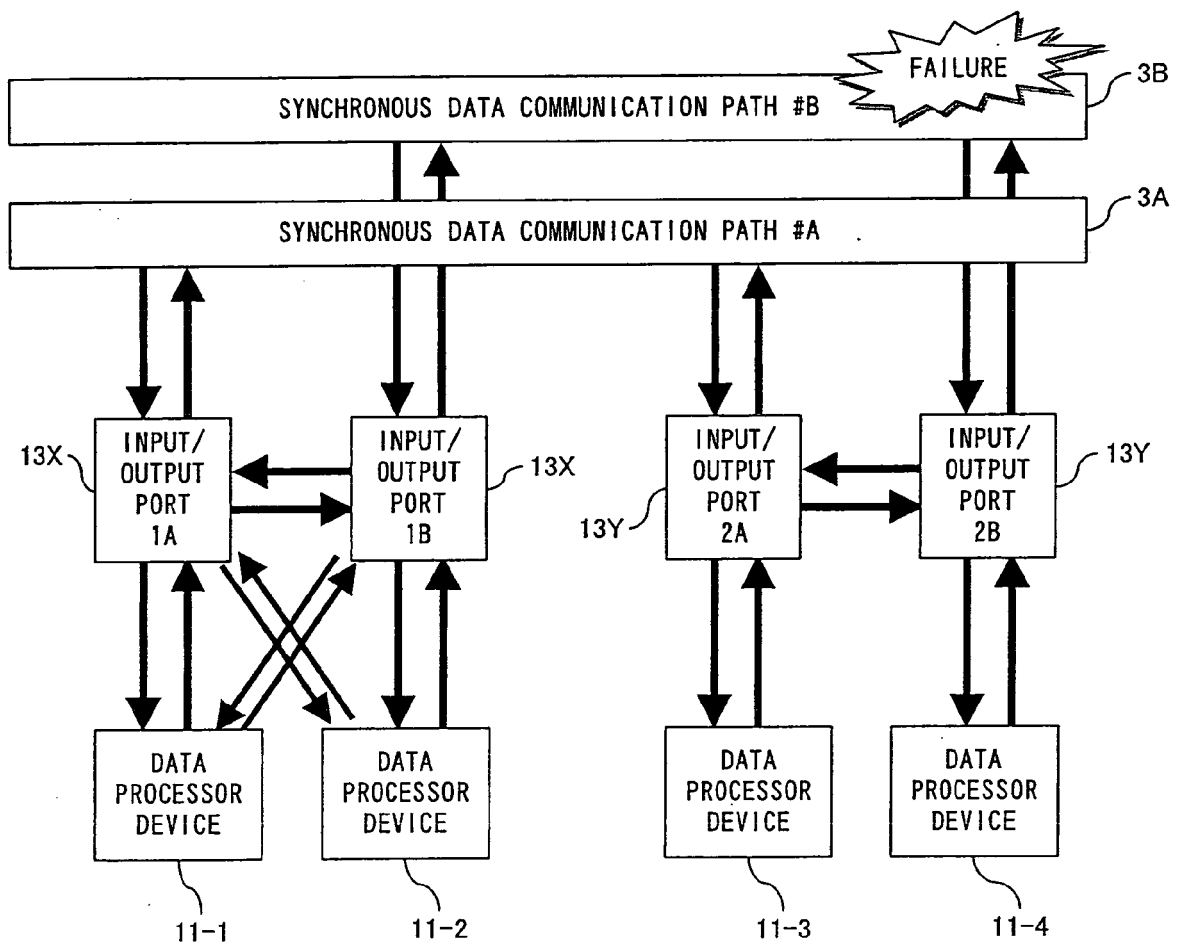 FAILURE
3B
SYNCHRONOUS DATA COMMUNICATION PATH #B
3A
SYNCHRONOUS DATA COMMUNICATION PATH #A
13X
INPUT/
OUTPUT
PORT
1A
INPUT/
OUTPUT
PORT
1B
13X
13Y
INPUT/
OUTPUT
PORT
2A
INPUT/
OUTPUT
PORT
2B
13Y
DATA
PROCESSOR
DEVICE
DATA
PROCESSOR
DEVICE
DATA
PROCESSOR
DEVICE
DATA
PROCESSOR
DEVICE
11-1
11-2
11-3
11-4